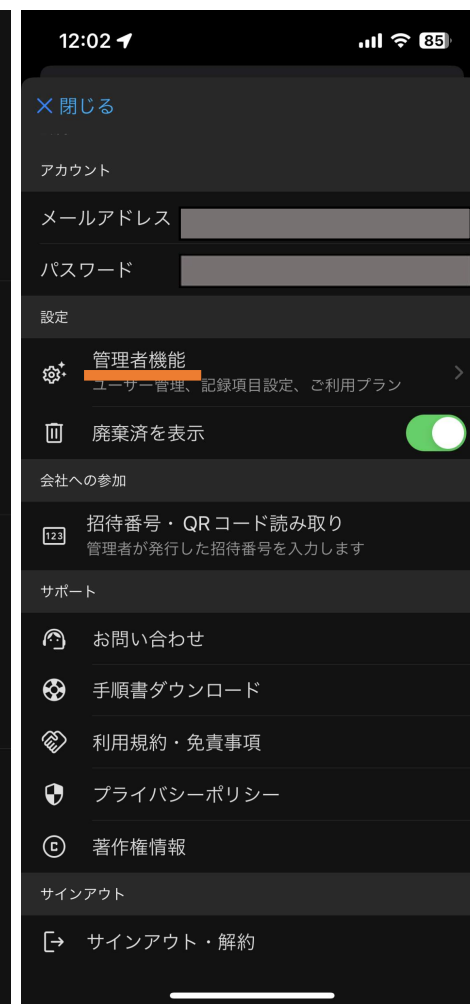 12:02
85
閉じる
アカウント
メールアドレス
パスワード
設定
管理者機能
ユーザー管理、記録項目設定、ご利用プラン
廃棄済を表示
会社への参加
招待番号・QRコード読み取り
123
管理者が発行した招待番号を入力します
サポート
お問い合わせ
手順書ダウンロード
利用規約・免責事項
プライバシーポリシー
C
著作権情報
サインアウト
サインアウト・解約